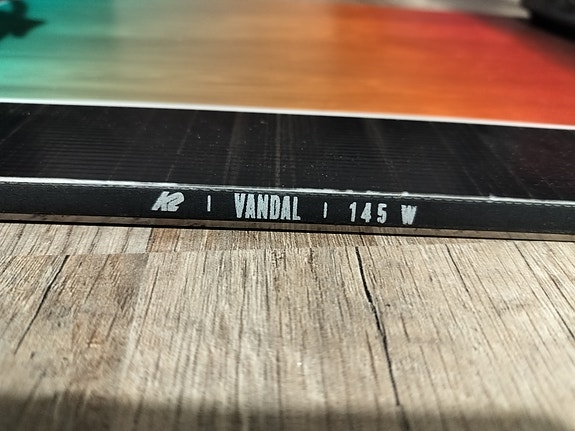 K2 | VANDAL | 145 W